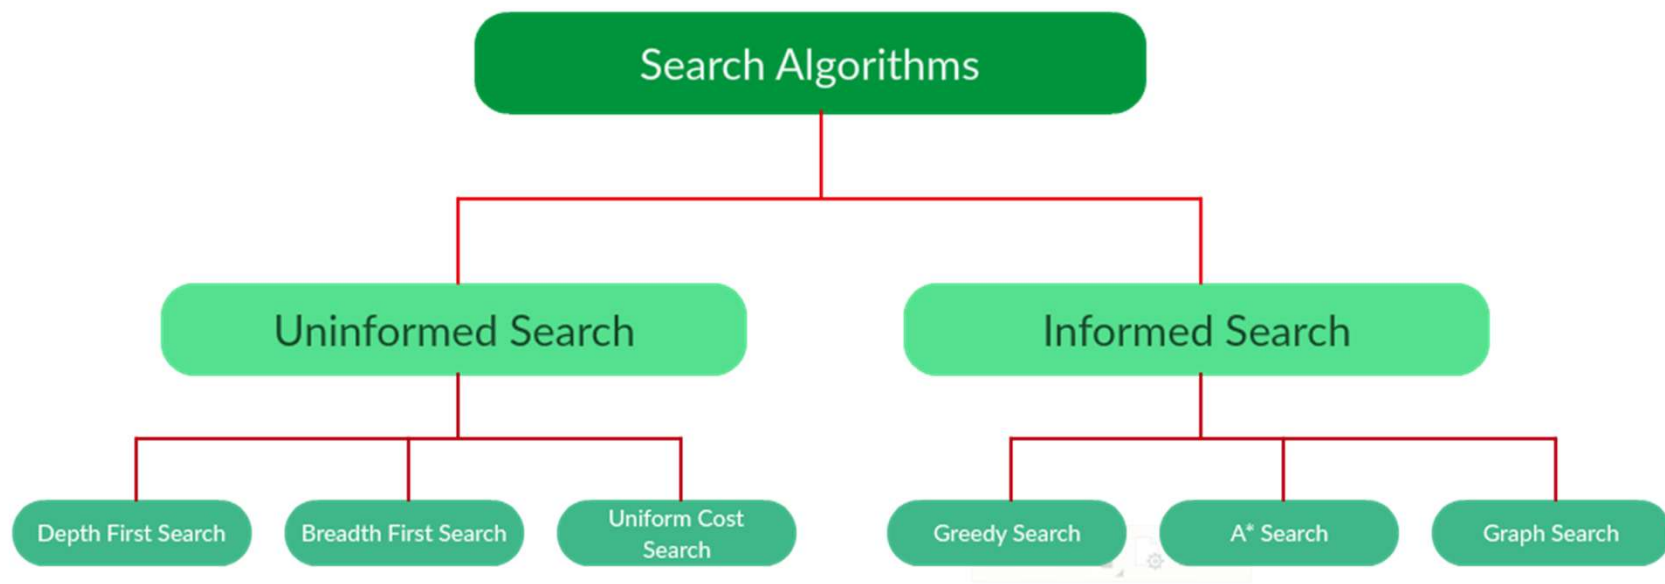 Search Algorithms
Uninformed Search
Informed Search
Depth First Search
Breadth First Search
Uniform Cost
Search
Greedy Search
A* Search
Graph Search